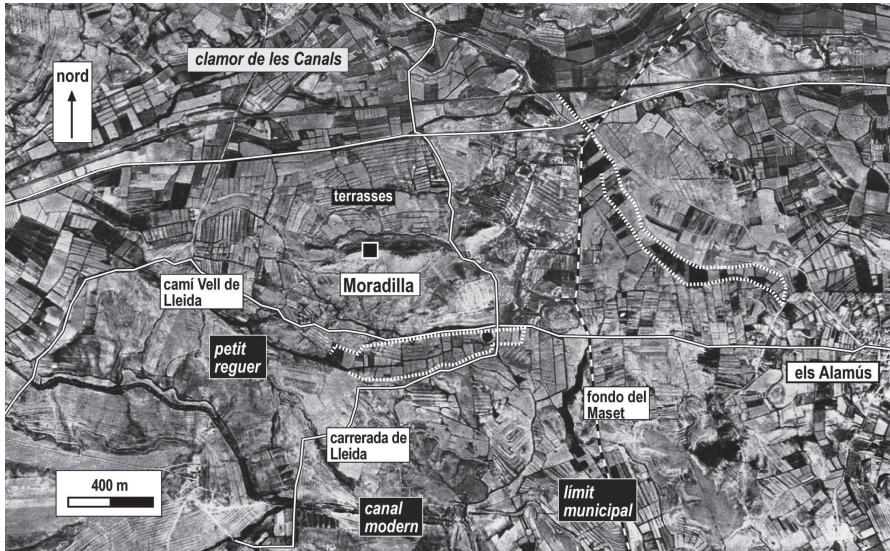 clamor de les Canals
nord
terrasses
camí Vell de
Lleida
Moradilla
petit
reguer
els Alamús
fondo del
Maset
carrerada de
Lleida
400 m
canal
modern
límit
municipal